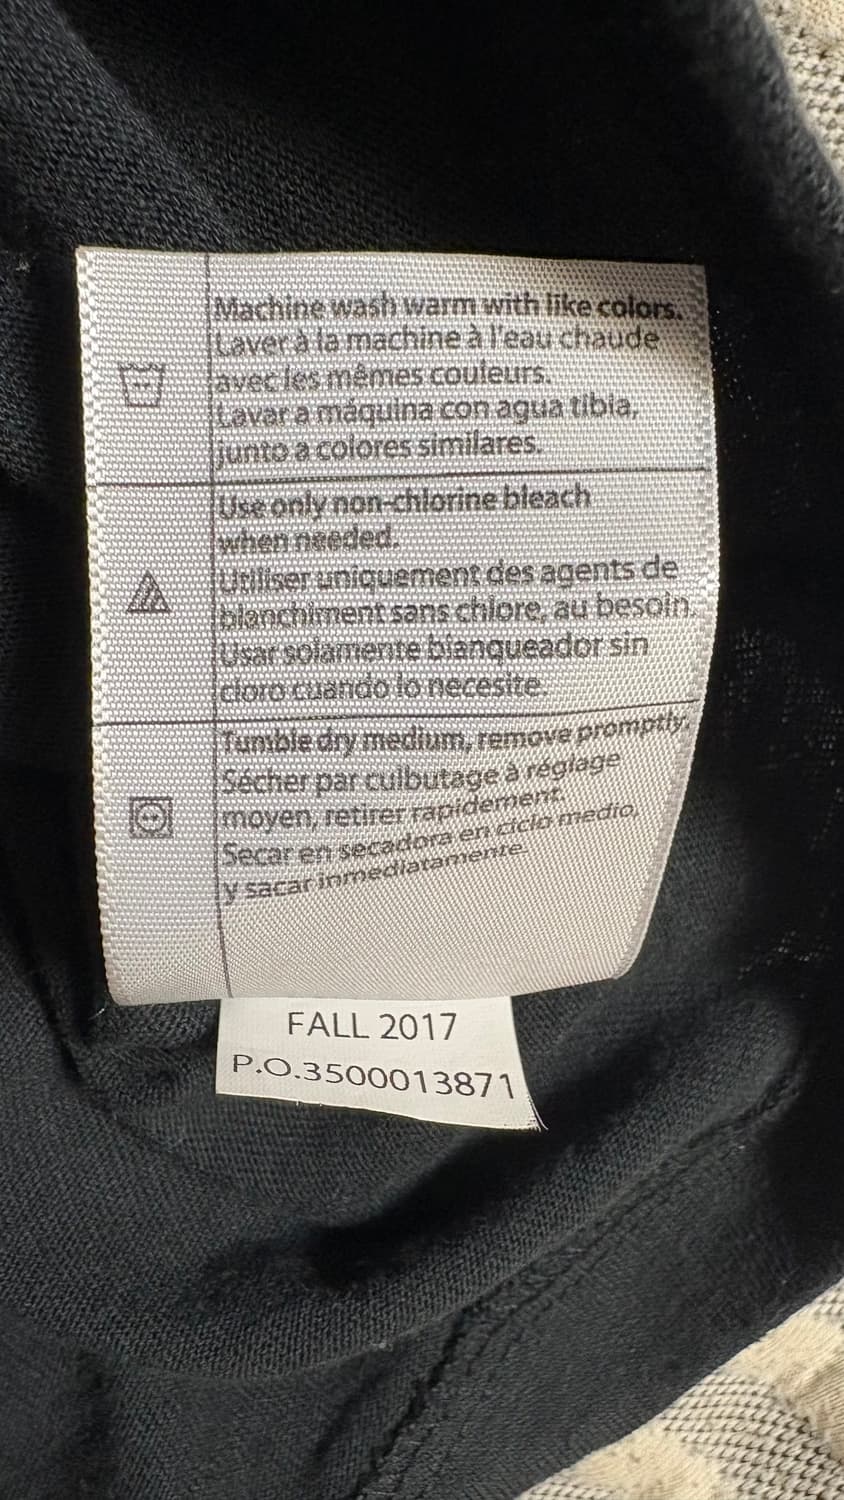 Machine wash warm with like colors.
Laver à la machine à l'eau chaude
avec les mêmes couleurs.
Lavar a máquina con agua tibia,
junto a colores similares.
Use only non-chlorine bleach
when needed.
Utiliser uniquement des agents de
blanchiment sans chlore, au besoin.
Usar solamente blanqueador sin
cloro cuando lo necesite.
Tumble dry medium, remove promptly.
Sécher par culbutage à réglage
moyen, retirer rapidement.
Secar en secadora en ciclo medio,
y sacar inmediatamente.
FALL 2017
P.O.3500013871